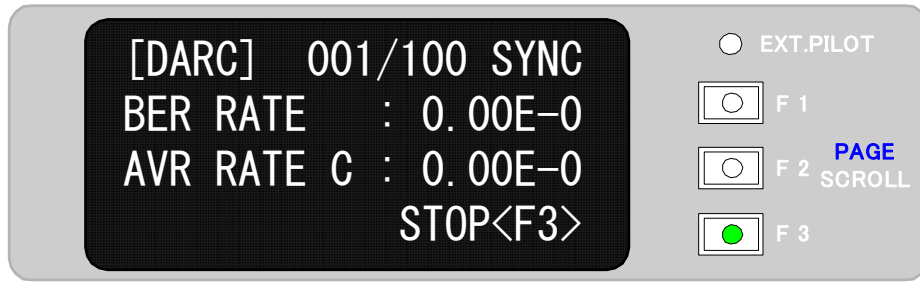 [DARC] 001/100 SYNC
BER RATE : 0.00E-0
AVR RATE C : 0.00E-0
STOP<F3>
EXT.PILOT
F 1
F 2
PAGE
SCROLL
F 3